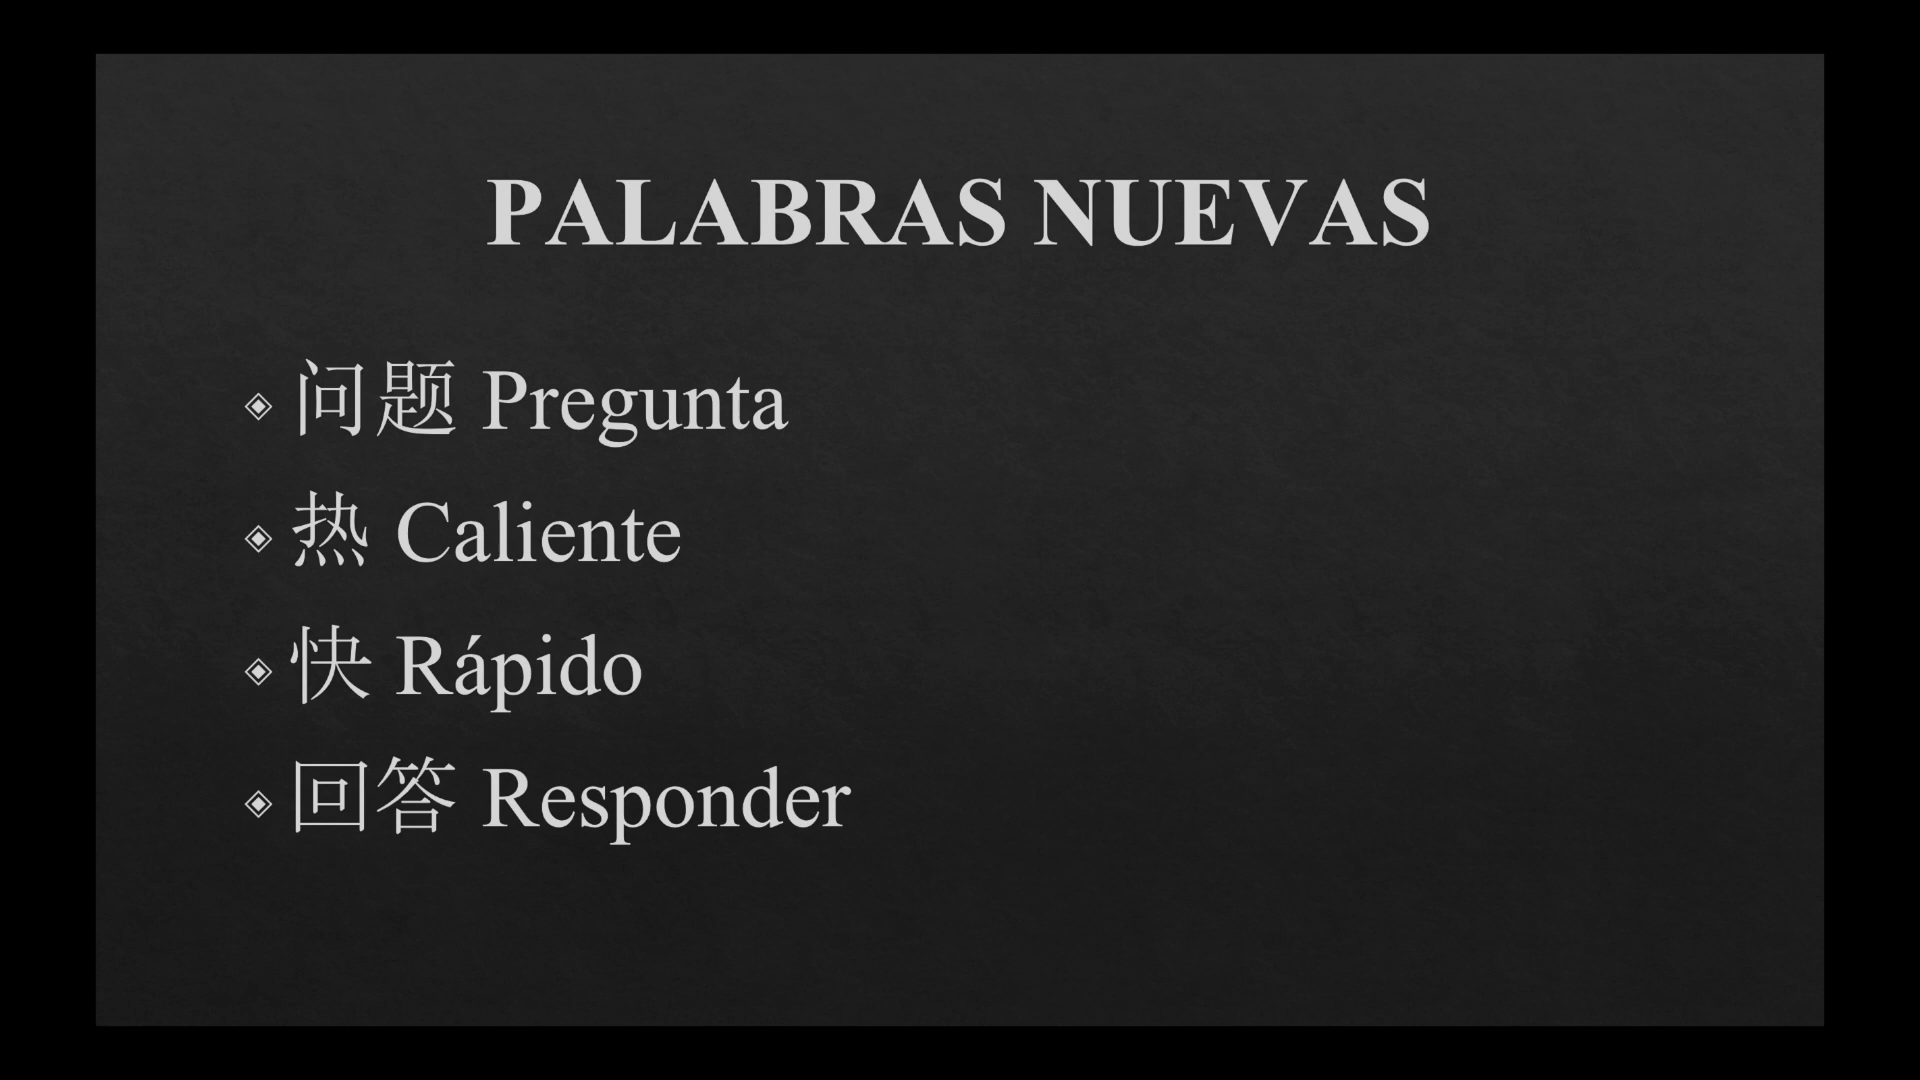 PALABRAS NUEVAS
问题 Pregunta
热 Caliente
快 Rápido
回答 Responder